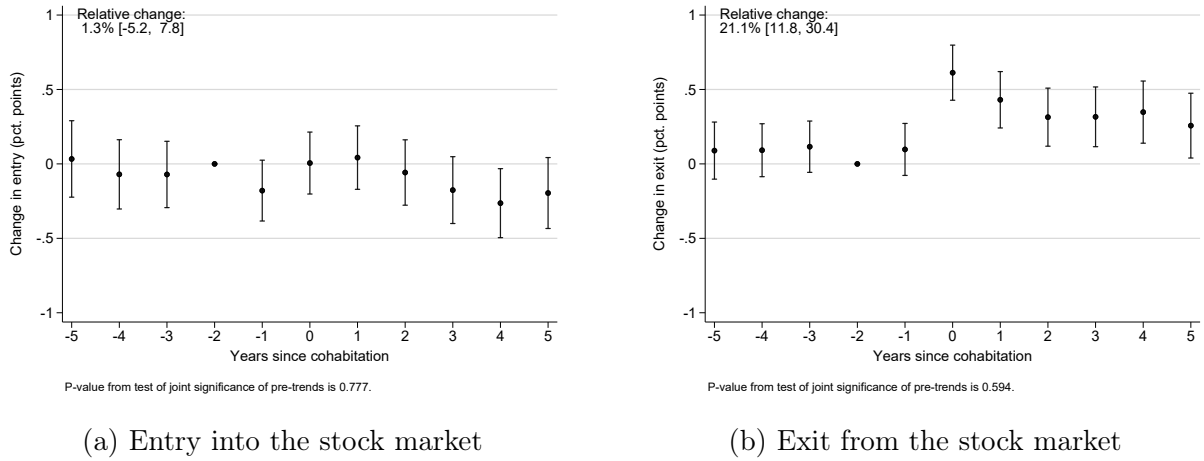 Relative change:
1.3% [-5.2, 7.8]
1
.5
0
-.5
-1
Change in entry (pct. points)
-5 -4 -3 -2 -1 0 1 2 3 4 5
Years since cohabitation
P-value from test of joint significance of pre-trends is 0.777.
(a) Entry into the stock market
Relative change:
21.1% [11.8, 30.4]
1
.5
0
-.5
-1
Change in exit (pct. points)
-5 -4 -3 -2 -1 0 1 2 3 4 5
Years since cohabitation
P-value from test of joint significance of pre-trends is 0.594.
(b) Exit from the stock market